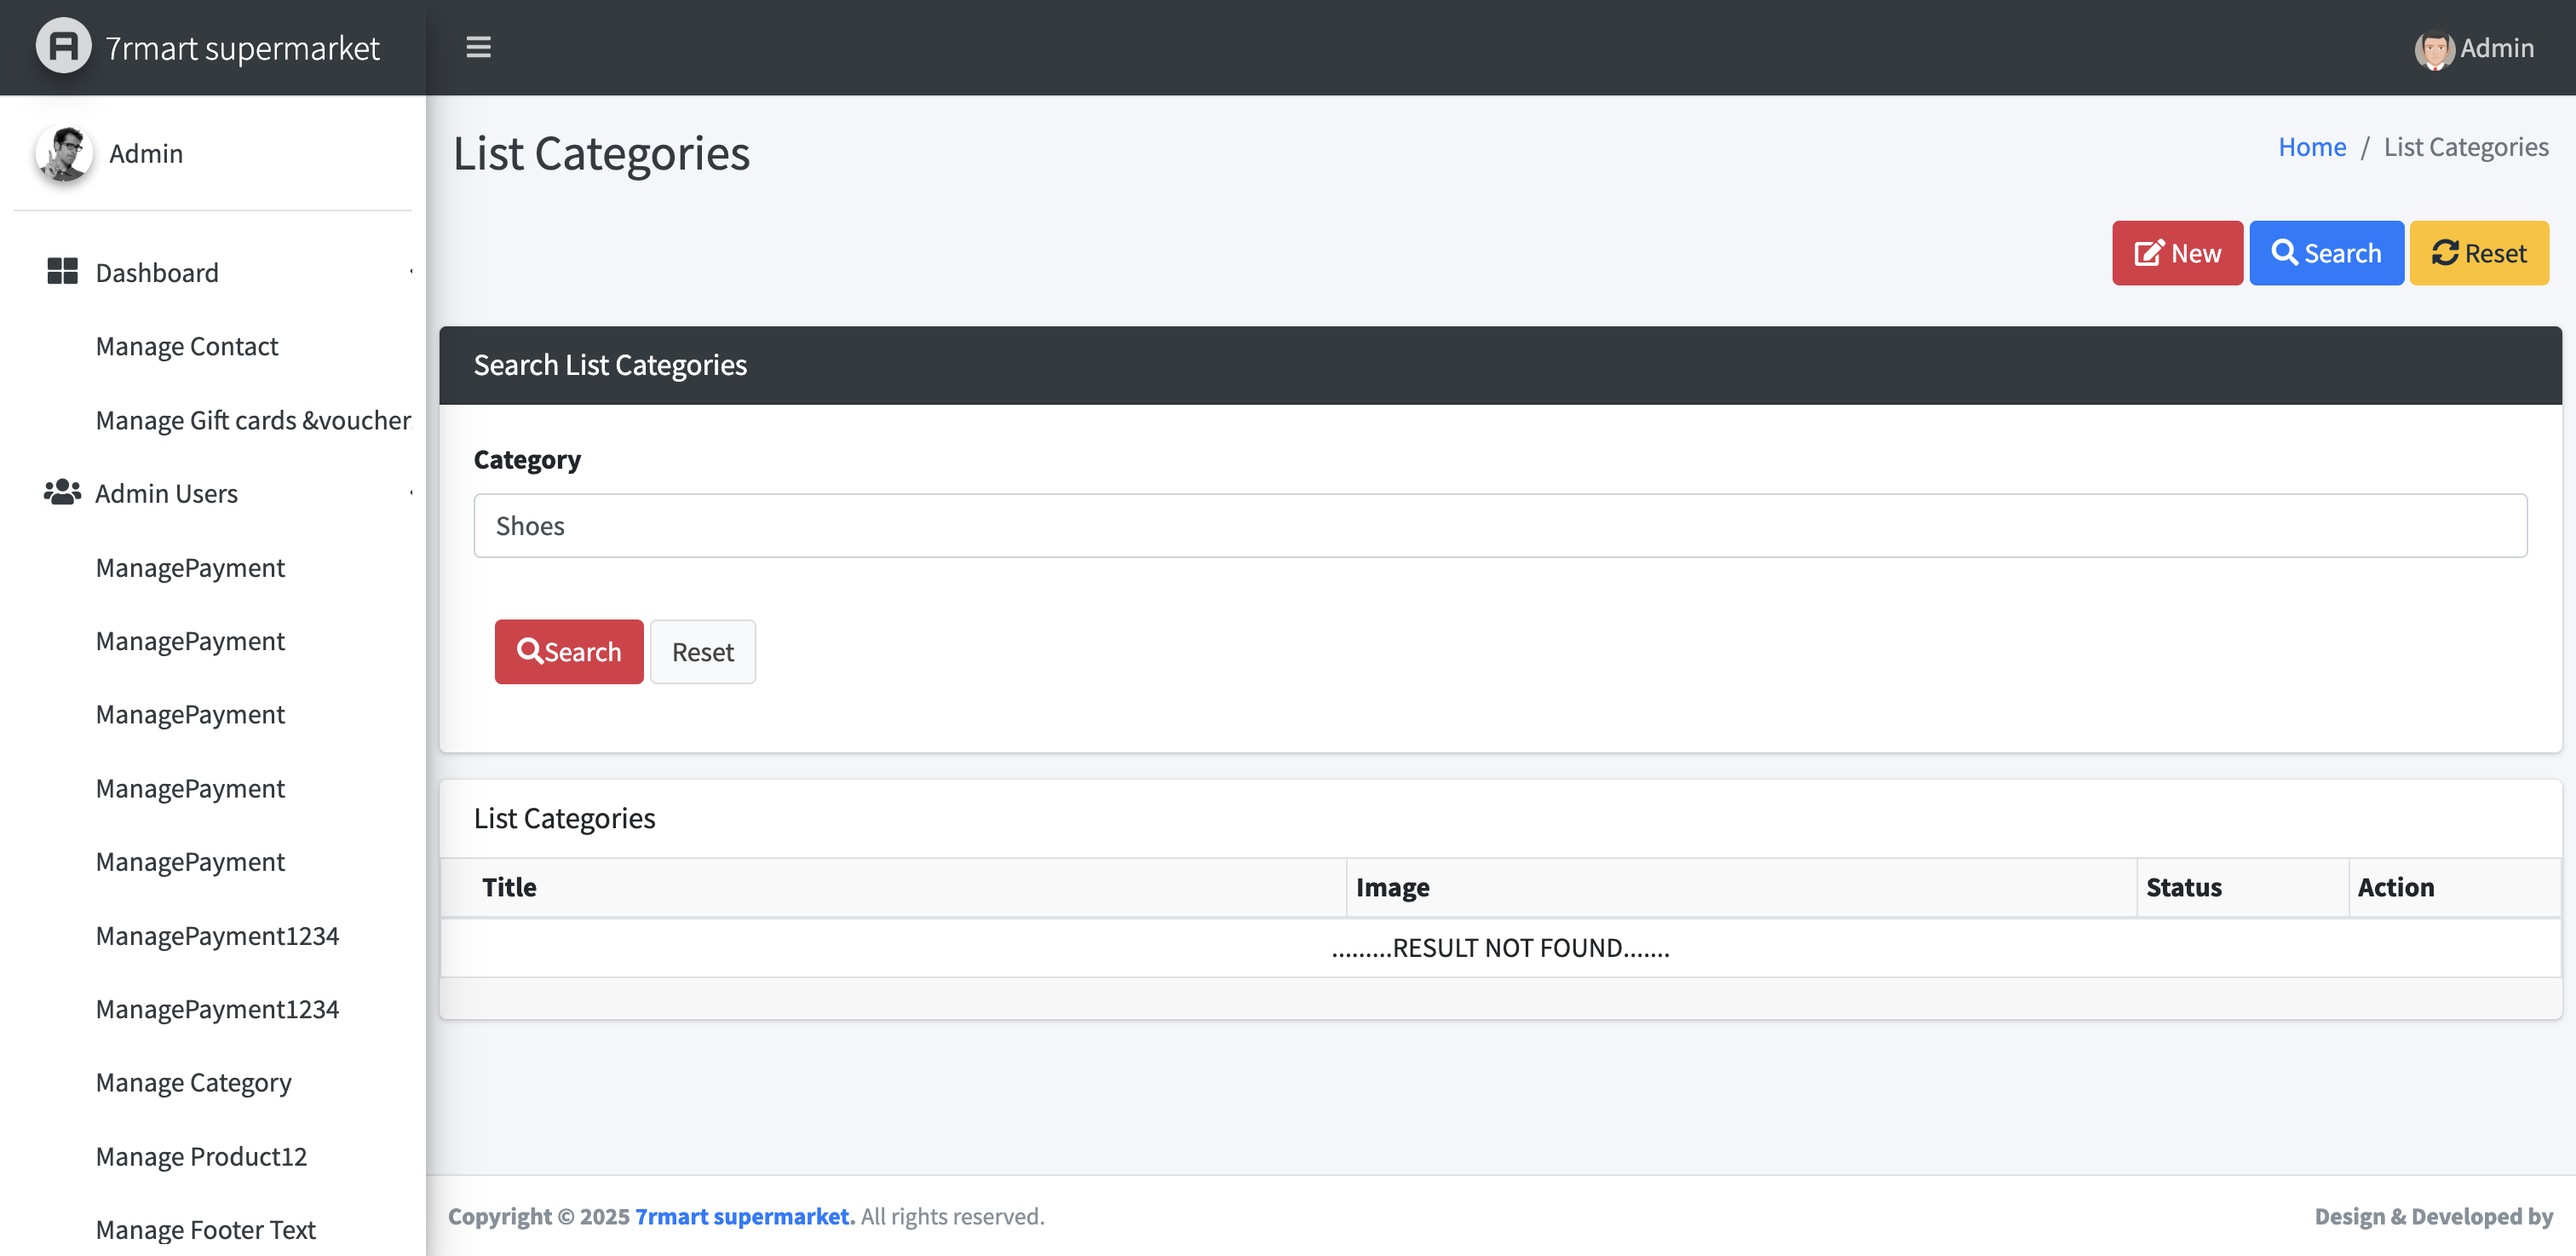 7rmart supermarket
Admin
Admin
List Categories
Home / List Categories
New
Search
Reset
Dashboard
Manage Contact
Manage Gift cards &voucher
Admin Users
ManagePayment
ManagePayment
ManagePayment
ManagePayment
ManagePayment
ManagePayment1234
ManagePayment1234
Manage Category
Manage Product12
Manage Footer Text
Search List Categories
Category
Shoes
Search
Reset
List Categories
Title Image Status Action
.........RESULT NOT FOUND.......
Copyright © 2025 7rmart supermarket. All rights reserved.
Design & Developed by